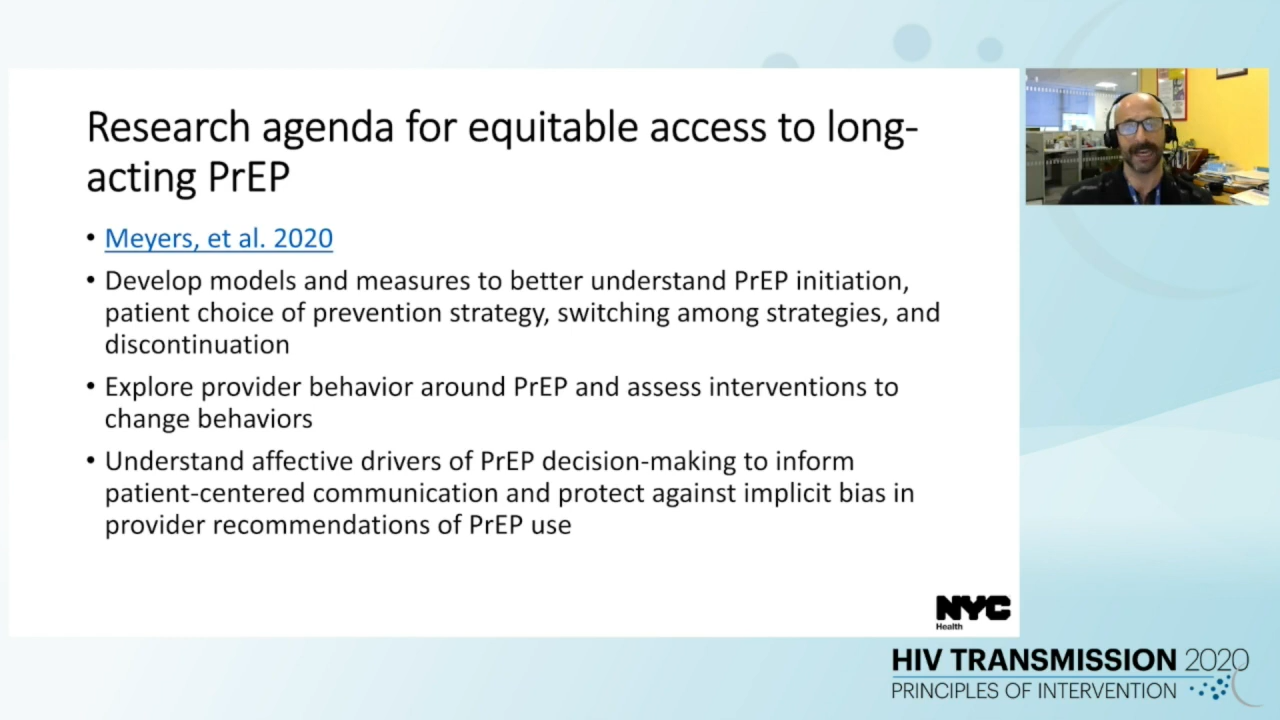 Research agenda for equitable access to long-
acting PrEP
• Meyers, et al. 2020
• Develop models and measures to better understand PrEP initiation,
patient choice of prevention strategy, switching among strategies, and
discontinuation
• Explore provider behavior around PrEP and assess interventions to
change behaviors
• Understand affective drivers of PrEP decision-making to inform
patient-centered communication and protect against implicit bias in
provider recommendations of PrEP use
NYC
Health
HIV TRANSMISSION 2020
PRINCIPLES OF INTERVENTION